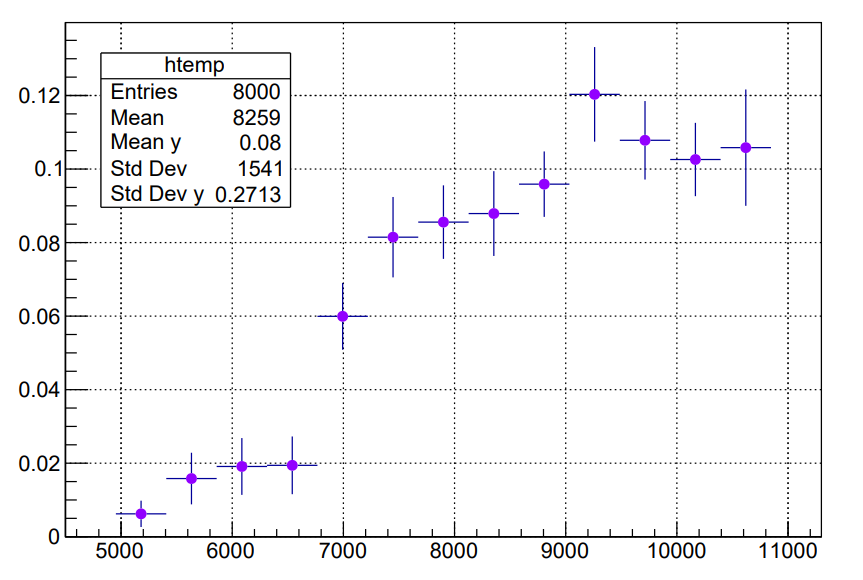 htemp
Entries 8000
Mean 8259
Mean y 0.08
Std Dev 1541
Std Dev y 0.2713
0.12
0.1
0.08
0.06
0.04
0.02
0
5000 6000 7000 8000 9000 10000 11000